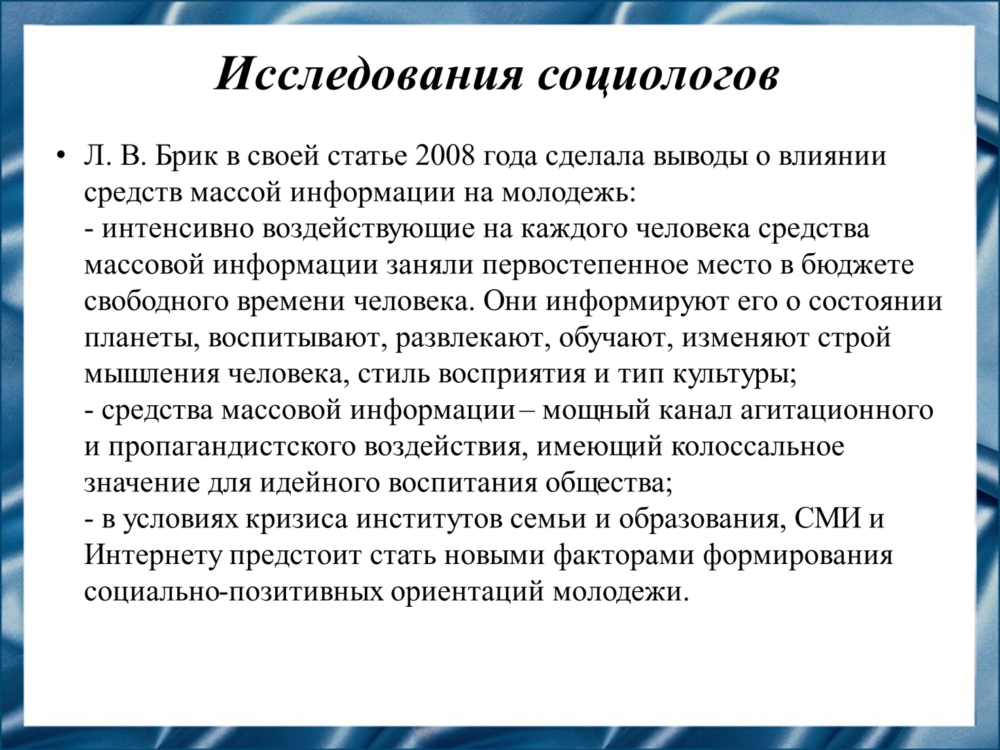 Исследования социологов
• Л. В. Брик в своей статье 2008 года сделала выводы о влиянии
средств массой информации на молодежь:
- интенсивно воздействующие на каждого человека средства
массовой информации заняли первостепенное место в бюджете
свободного времени человека. Они информируют его о состоянии
планеты, воспитывают, развлекают, обучают, изменяют строй
мышления человека, стиль восприятия и тип культуры;
- средства массовой информации – мощный канал агитационного
и пропагандистского воздействия, имеющий колоссальное
значение для идейного воспитания общества;
- в условиях кризиса институтов семьи и образования, СМИ и
Интернету предстоит стать новыми факторами формирования
социально-позитивных ориентаций молодежи.